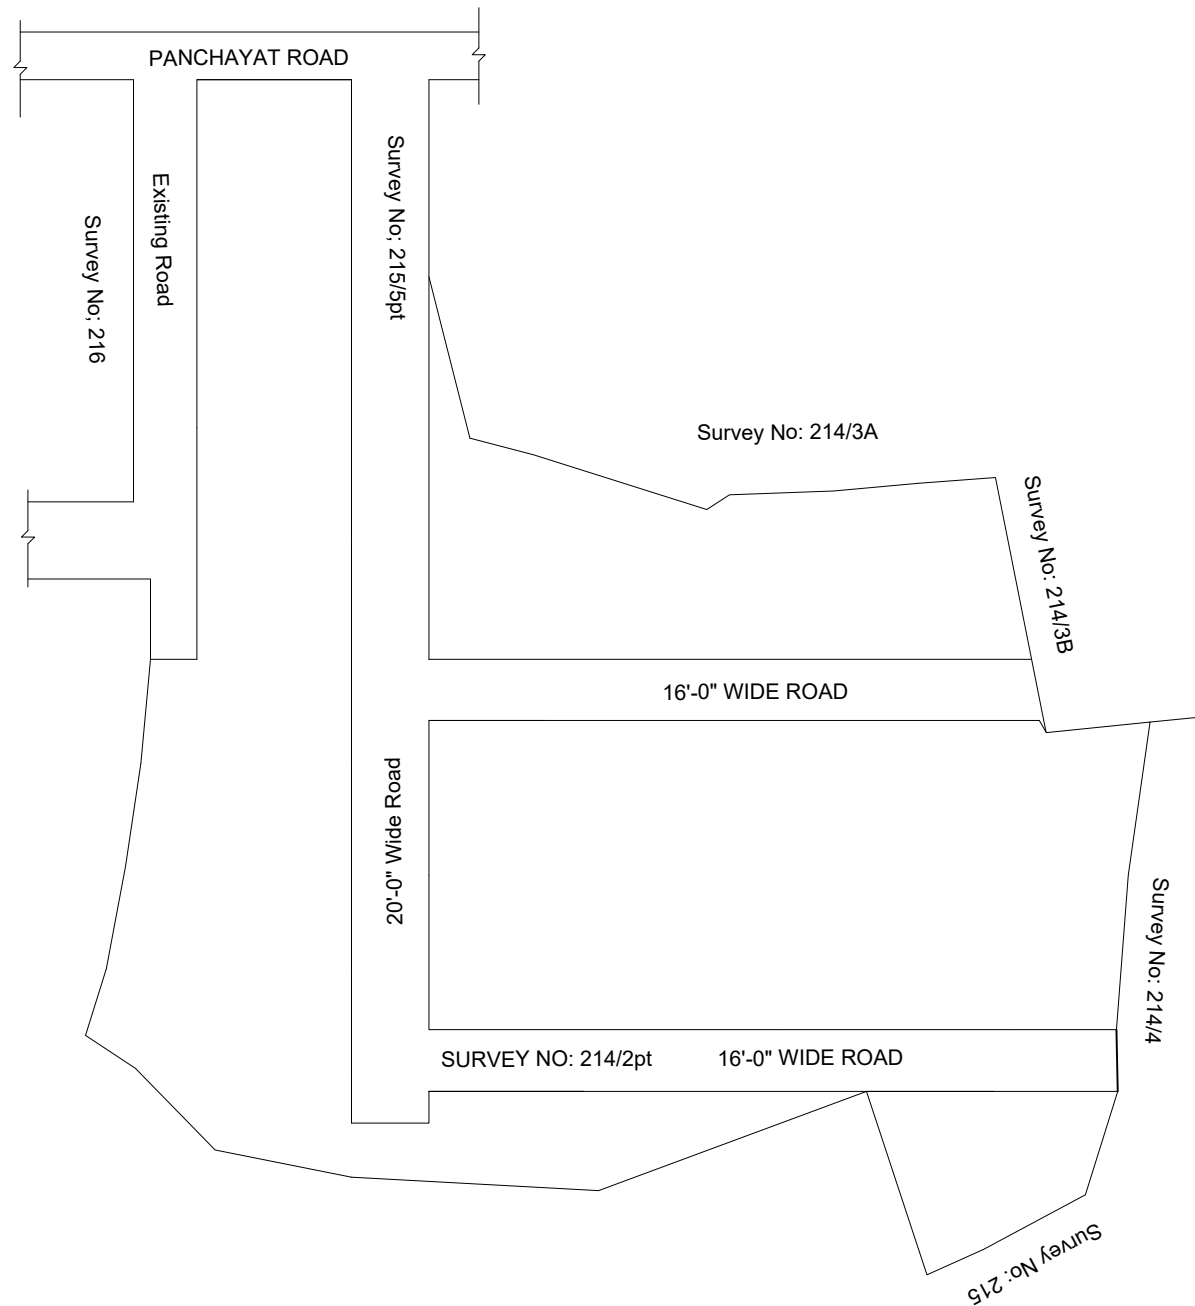 PANCHAYAT ROAD
Survey No; 216
Existing Road
Survey No; 215/5pt
Survey No: 214/3A
Survey No: 214/3B
16'-0" WIDE ROAD
20'-0" Wide Road
Survey No: 214/4
SURVEY NO: 214/2pt
16'-0" WIDE ROAD
Survey No: 215